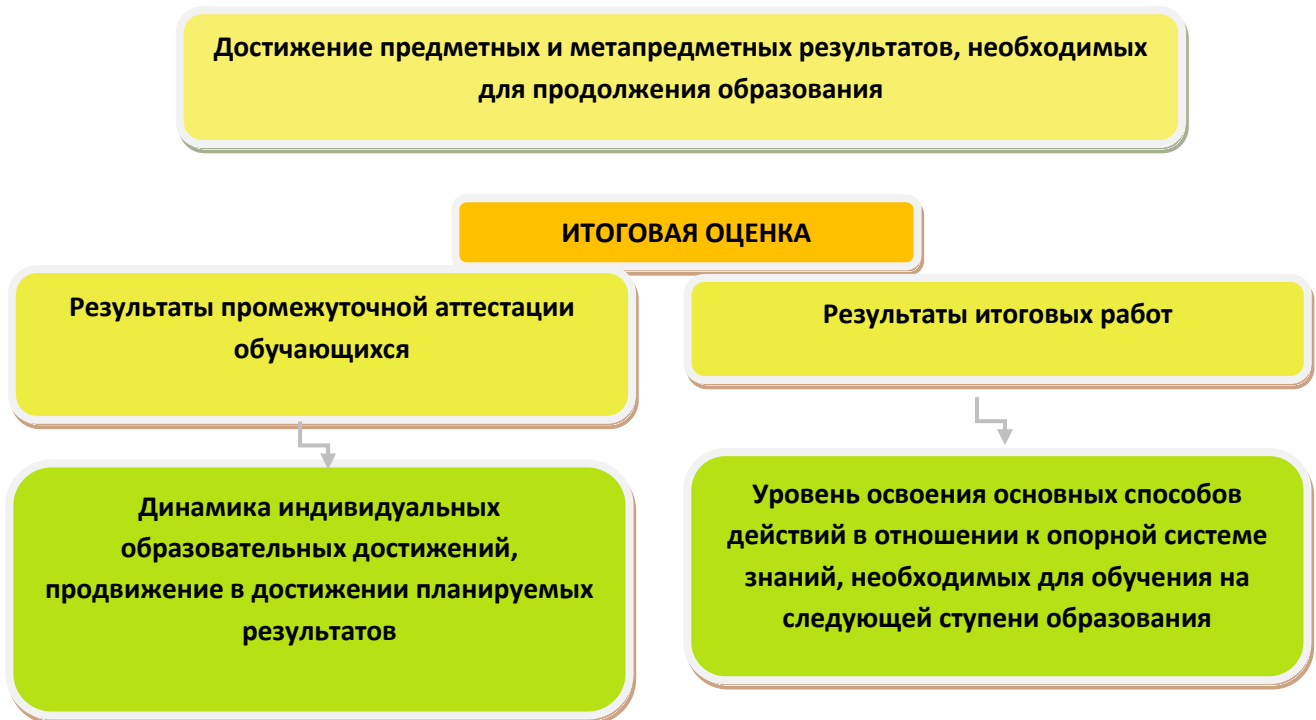 Достижение предметных и метапредметных результатов, необходимых
для продолжения образования
ИТОГОВАЯ ОЦЕНКА
Результаты промежуточной аттестации
обучающихся
Результаты итоговых работ
Динамика индивидуальных
образовательных достижений,
продвижение в достижении планируемых
результатов
Уровень освоения основных способов
действий в отношении к опорной системе
знаний, необходимых для обучения на
следующей ступени образования